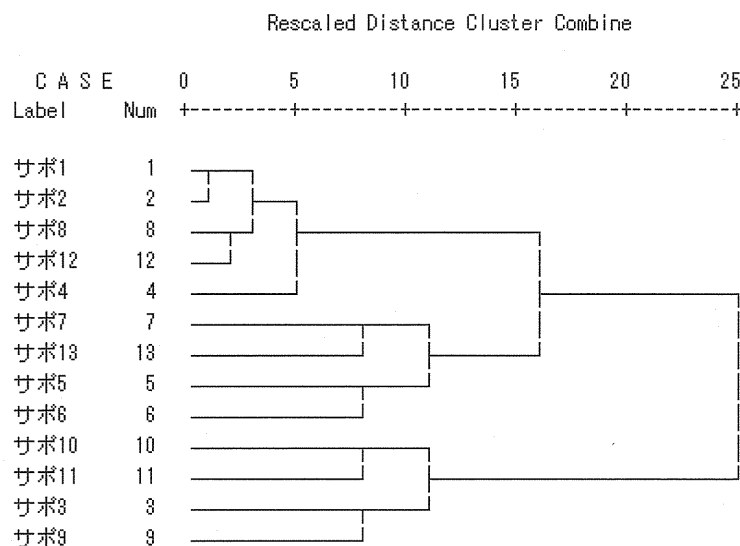 Rescaled Distance Cluster Combine
C A S E 0 5 10 15 20 25
Label Num +---------+---------+---------+---------+---------+
サポ1 1
サポ2 2
サポ8 8
サポ12 12
サポ4 4
サポ7 7
サポ13 13
サポ5 5
サポ6 6
サポ10 10
サポ11 11
サポ3 3
サポ9 9